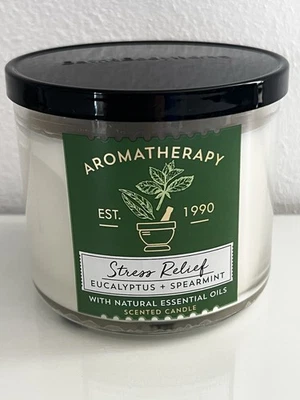 AROMATHERAPY
EST. 1990
Stress Relief
EUCALYPTUS + SPEARMINT
WITH NATURAL ESSENTIAL OILS
SCENTED CANDLE